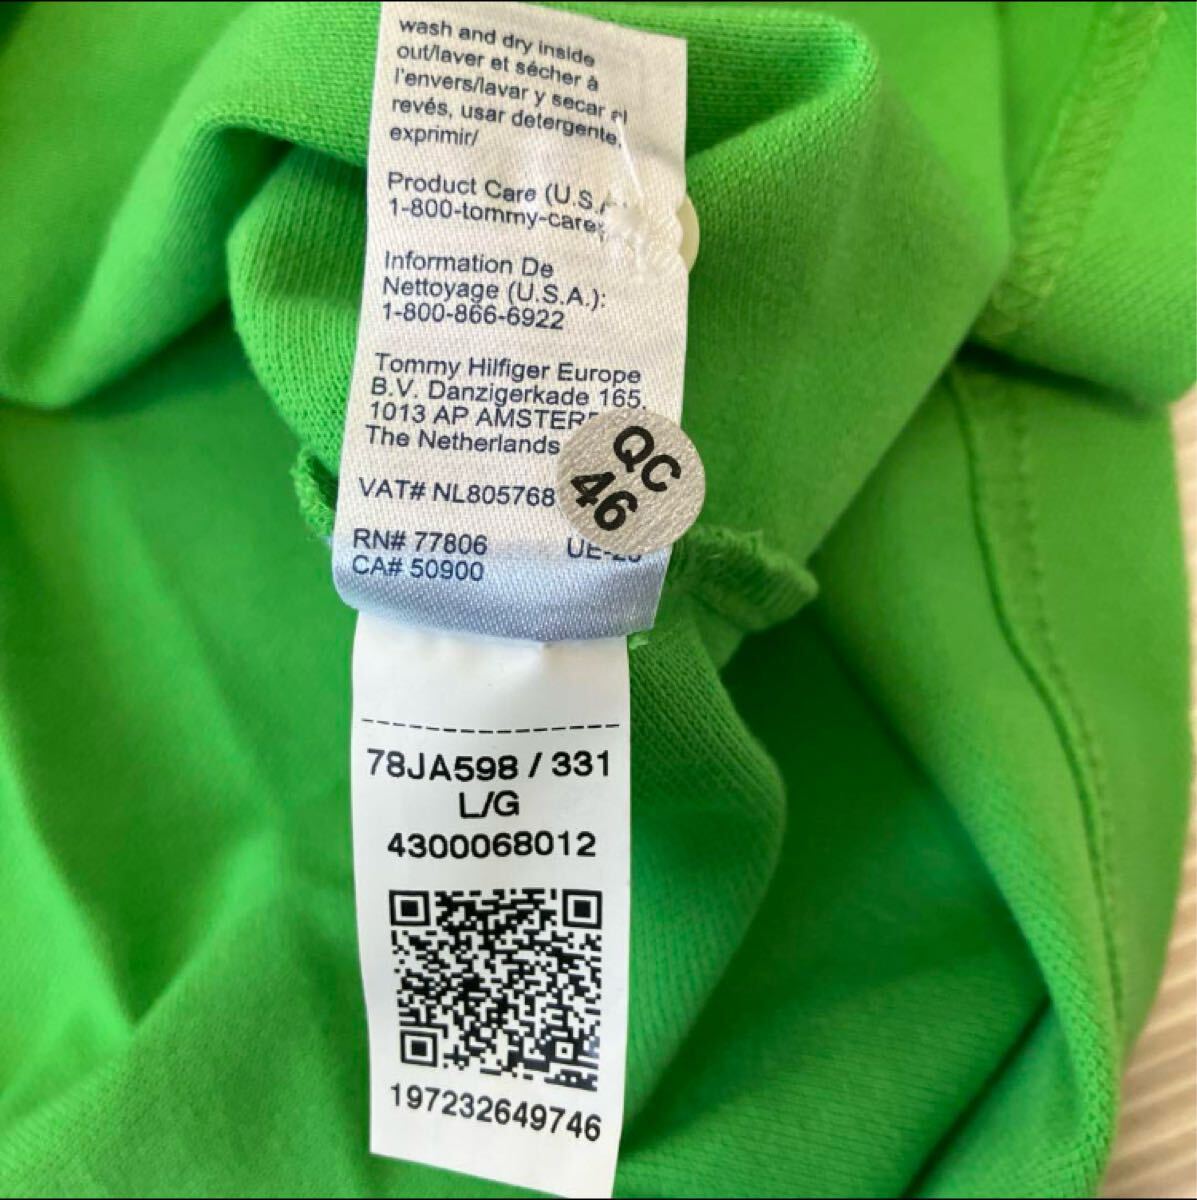 wash and dry inside
out/laver et sécher à
l'envers/lavar y secar el
revés, usar detergente,
exprimir/
Product Care (U.S.A
1-800-tommy-care
Information De
Nettoyage (U.S.A.):
1-800-866-6922
Tommy Hilfiger Europe
B.V. Danzigerkade 165,
1013 AP
The Netherlands
VAT# NL805768
QC
46
RN# 77806
CA# 50900
78JA598 / 331
L/G
4300068012
197232649746